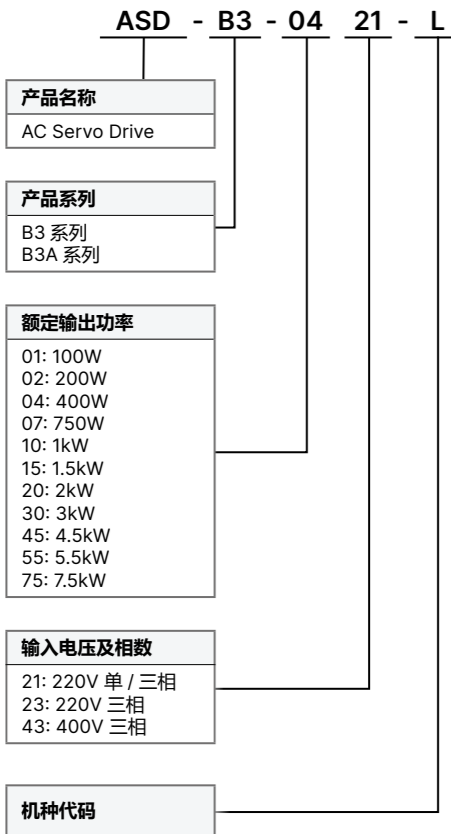 ASD - B3 - 04 21 - L
产品名称
AC Servo Drive
产品系列
B3 系列
B3A 系列
额定输出功率
01: 100W
02: 200W
04: 400W
07: 750W
10: 1kW
15: 1.5kW
20: 2kW
30: 3kW
45: 4.5kW
55: 5.5kW
75: 7.5kW
输入电压及相数
21: 220V 单 / 三相
23: 220V 三相
43: 400V 三相
机种代码